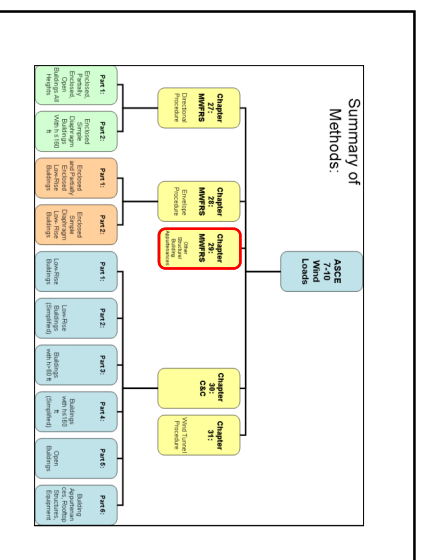 Summary of
Methods:
ASCE
7-10
Wind
Loads
Chapter
27:
MWFRS
Directional
Procedure
Chapter
28:
MWFRS
Envelope
Procedure
Chapter
29:
MWFRS
Other
Structural
Building
Appurtenances
Chapter
30:
C&C
Chapter
31:
Wind Tunnel
Procedure
Part 1:
Enclosed,
Partially
Enclosed,
Open
Buildings All
Heights
Part 2:
Enclosed
Simple
Diaphragm
Buildings
With h≤160
ft
Part 1:
Enclosed
and Partially
Enclosed
Low-Rise
Buildings
Part 2:
Enclosed
Simple
Diaphragm
Low- Rise
Buildings
Part 1:
Low-Rise
Buildings
Part 2:
Low-Rise
Buildings
(Simplified)
Part 3:
Buildings
with h>60 ft
Part 4:
Buildings
with h≤160
ft
(Simplified)
Part 5:
Open
Buildings
Part 6:
Building
Appurtenan
ces, Rooftop
Structures,
Equipment